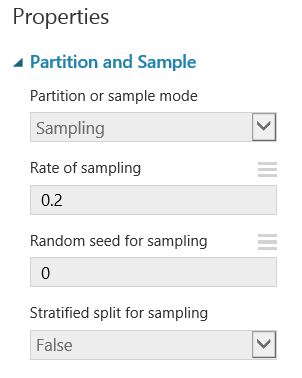 Properties
Partition and Sample
Partition or sample mode
Sampling
Rate of sampling
0.2
Random seed for sampling
0
Stratified split for sampling
False